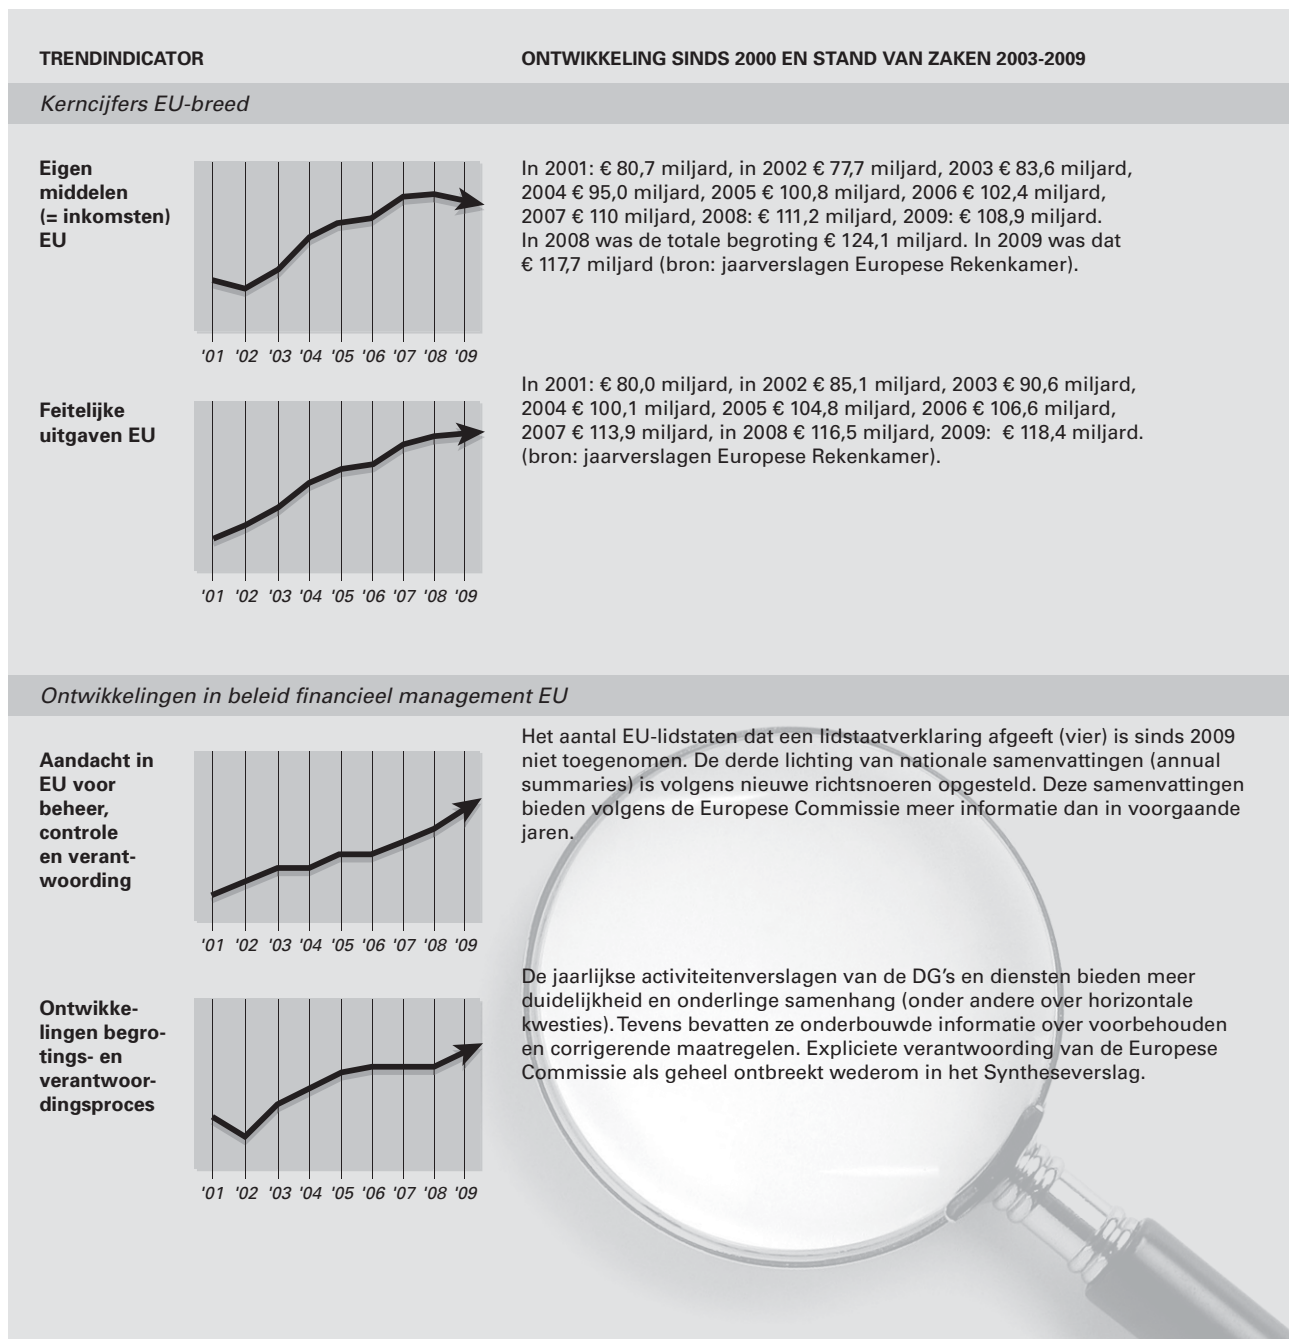 TRENDINDICATOR
ONTWIKKELING SINDS 2000 EN STAND VAN ZAKEN 2003-2009
Kerncijfers EU-breed
Eigen
middelen
(= inkomsten)
EU
'01 '02 '03 '04 '05 '06 '07 '08 '09
In 2001: € 80,7 miljard, in 2002 € 77,7 miljard, 2003 € 83,6 miljard,
2004 € 95,0 miljard, 2005 € 100,8 miljard, 2006 € 102,4 miljard,
2007 € 110 miljard, 2008: € 111,2 miljard, 2009: € 108,9 miljard.
In 2008 was de totale begroting € 124,1 miljard. In 2009 was dat
€ 117,7 miljard (bron: jaarverslagen Europese Rekenkamer).
Feitelijke
uitgaven EU
'01 '02 '03 '04 '05 '06 '07 '08 '09
In 2001: € 80,0 miljard, in 2002 € 85,1 miljard, 2003 € 90,6 miljard,
2004 € 100,1 miljard, 2005 € 104,8 miljard, 2006 € 106,6 miljard,
2007 € 113,9 miljard, in 2008 € 116,5 miljard, 2009: € 118,4 miljard.
(bron: jaarverslagen Europese Rekenkamer).
Ontwikkelingen in beleid financieel management EU
Aandacht in
EU voor
beheer,
controle
en verant-
woording
'01 '02 '03 '04 '05 '06 '07 '08 '09
Het aantal EU-lidstaten dat een lidstaatverklaring afgeeft (vier) is sinds 2009
niet toegenomen. De derde lichting van nationale samenvattingen (annual
summaries) is volgens nieuwe richtsnoeren opgesteld. Deze samenvattingen
bieden volgens de Europese Commissie meer informatie dan in voorgaande
jaren.
Ontwikke-
lingen begro-
tings- en
verantwoor-
dingsproces
'01 '02 '03 '04 '05 '06 '07 '08 '09
De jaarlijkse activiteitenverslagen van de DG's en diensten bieden meer
duidelijkheid en onderlinge samenhang (onder andere over horizontale
kwesties). Tevens bevatten ze onderbouwde informatie over voorbehouden
en corrigerende maatregelen. Expliciete verantwoording van de Europese
Commissie als geheel ontbreekt wederom in het Syntheseverslag.